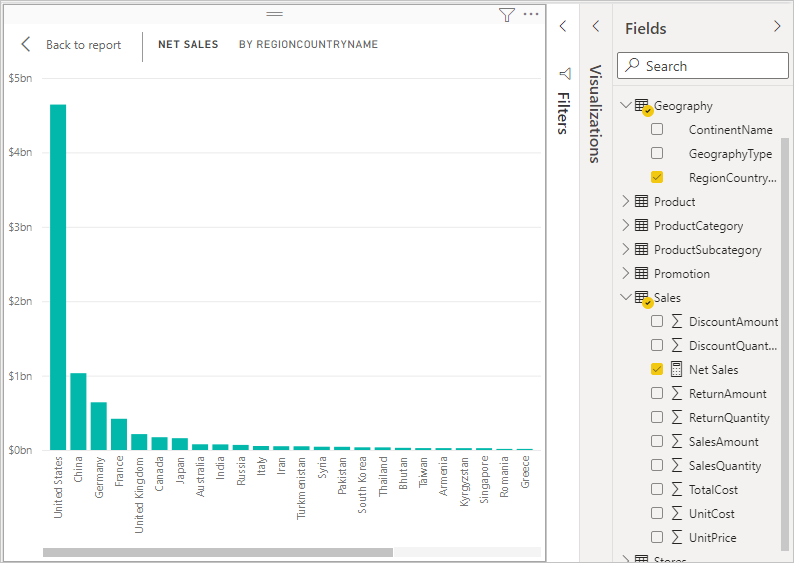 Back to report
NET SALES
BY REGIONCOUNTRYNAME
$5bn
$4bn
$3bn
$2bn
$1bn
$0bn
United States
China
Germany
France
United Kingdom
Canada
Japan
Australia
India
Russia
Italy
Iran
Turkmenistan
Syria
Pakistan
South Korea
Thailand
Bhutan
Taiwan
Armenia
Kyrgyzstan
Singapore
Romania
Greece
Filters
Visualizations
Fields
Search
Geography
ContinentName
GeographyType
RegionCountry...
Product
ProductCategory
ProductSubcategory
Promotion
Sales
DiscountAmount
DiscountQuant...
Net Sales
ReturnAmount
ReturnQuantity
SalesAmount
SalesQuantity
TotalCost
UnitCost
UnitPrice